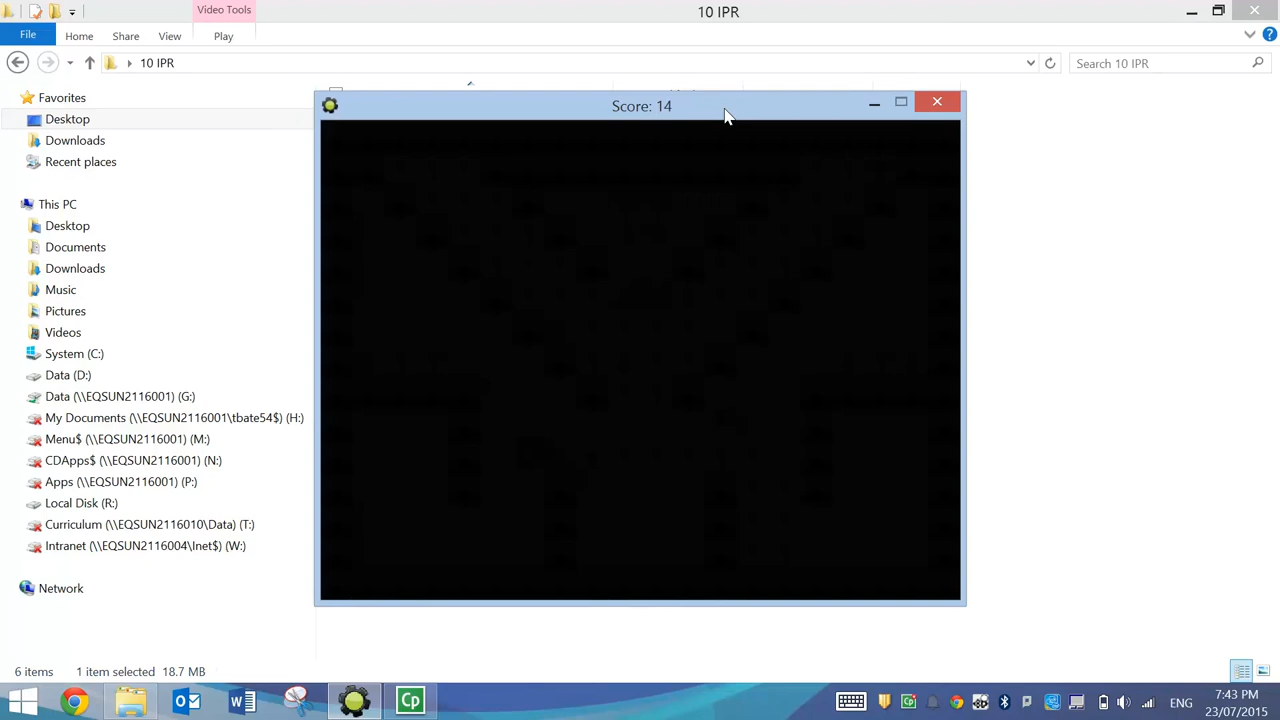 Video Tools
10 IPR
File
Home
Share
View
Play
10 IPR
Search 10 IPR
Favorites
Desktop
Downloads
Recent places
This PC
Desktop
Documents
Downloads
Music
Pictures
Videos
System (C:)
Data (D:)
Data (\\EQSUN2116001) (G:)
My Documents (\\EQSUN2116001\tbate54$) (H:)
Menu$ (\\EQSUN2116001) (M:)
CDApps$ (\\EQSUN2116001) (N:)
Apps (\\EQSUN2116001) (P:)
Local Disk (R:)
Curriculum (\\EQSUN2116010\Data) (T:)
Intranet (\\EQSUN2116004\Inet$) (W:)
Network
Score: 14
6 items
1 item selected 18.7 MB
Cp
ENG
7:43 PM
23/07/2015